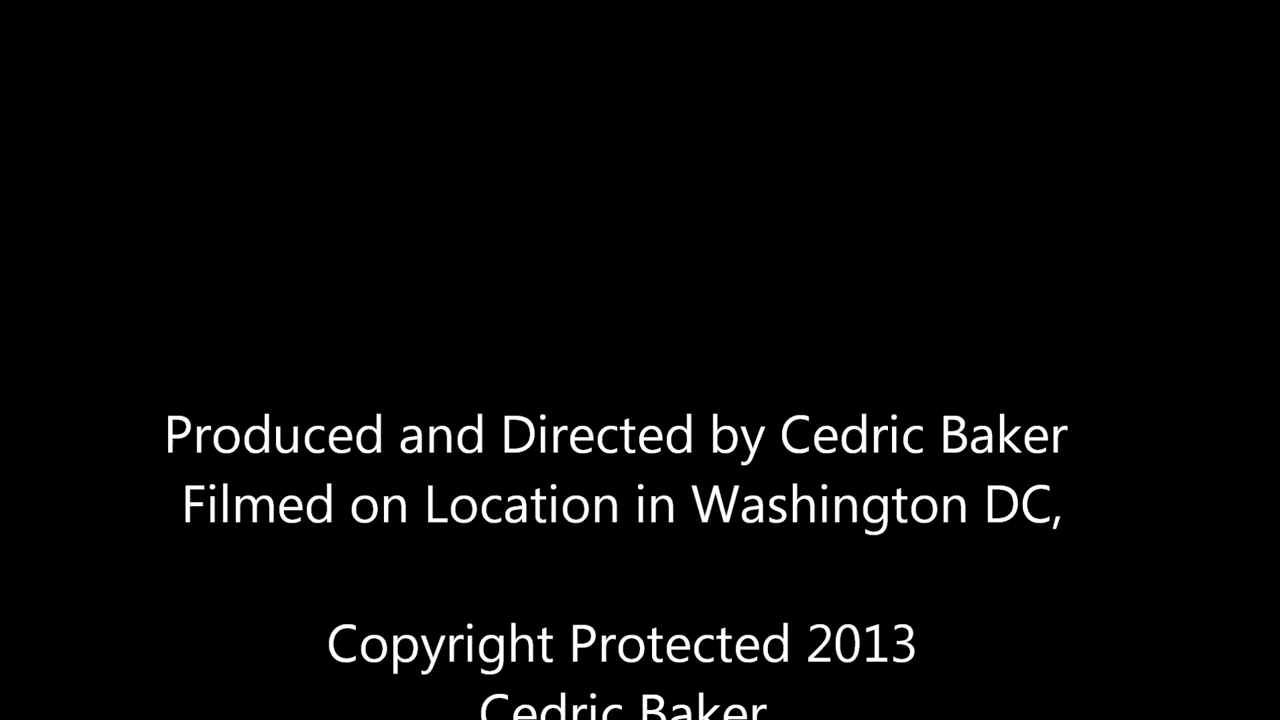 Produced and Directed by Cedric Baker
Filmed on Location in Washington DC,
Copyright Protected 2013
Cedric Baker